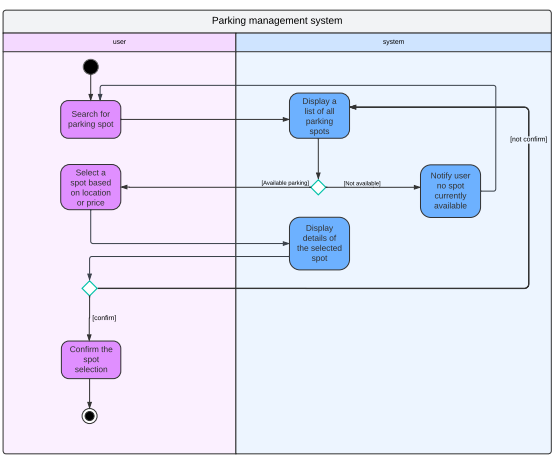 Parking management system
user
system
Search for
parking spot
Display a
list of all
parking
spots
[not confirm]
Select a
spot based
on location
or price
[Available parking]
[Not available]
Notify user
no spot
currently
available
Display
details of
the selected
spot
[confirm]
Confirm the
spot
selection